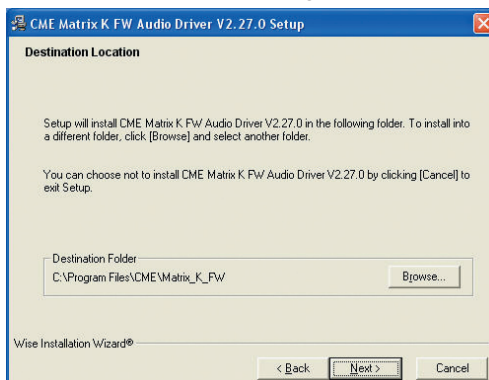 CME Matrix K FW Audio Driver V2.27.0 Setup
Destination Location
Setup will install CME Matrix K FW Audio Driver V2.27.0 in the following folder. To install into
a different folder, click [Browse] and select another folder.
You can choose not to install CME Matrix K FW Audio Driver V2.27.0 by clicking [Cancel] to
exit Setup.
Destination Folder
C:\Program Files\CME\Matrix_K_FW
Browse...
Wise Installation Wizard®
< Back Next > Cancel